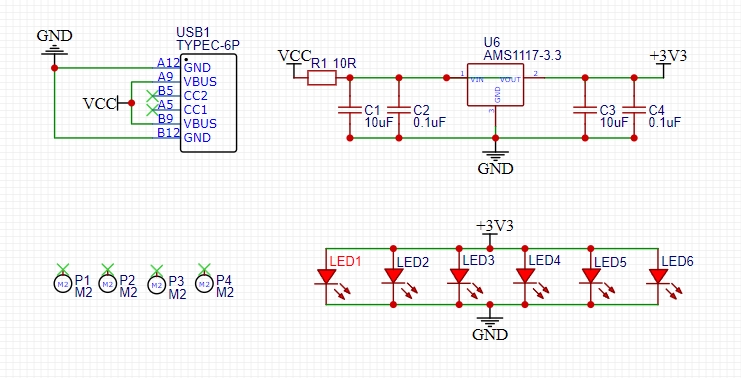 GND
USB1
TYPEC-6P
A12 GND
A9 VBUS
B5 CC2
A5 CC1
B9 VBUS
B12 GND
VCC
VCC
R1 10R
U6
AMS1117-3.3
+3V3
1 VIN VOUT 2
GND
3
C1
10uF
C2
0.1uF
C3
10uF
C4
0.1uF
GND
+3V3
LED1 LED2 LED3 LED4 LED5 LED6
GND
M2 P1
M2
M2 P2
M2
M2 P3
M2
M2 P4
M2